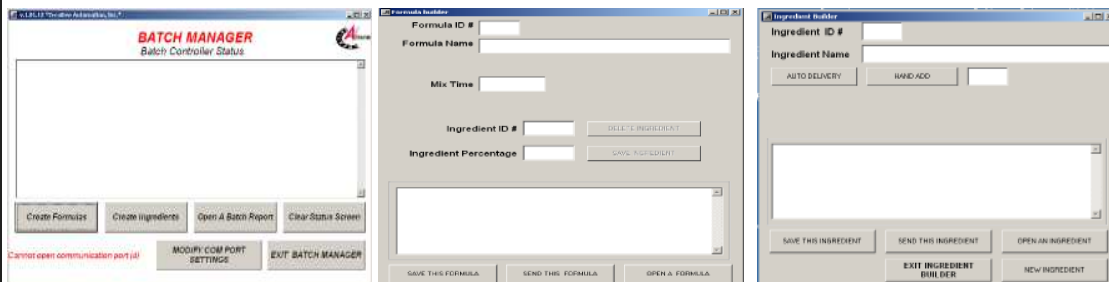 BATCH MANAGER
Batch Controller Status
Create Formulas
Create Ingredients
Open A Batch Report
Clear Status Screen
Cannot open communication port (4)
MODIFY COM PORT
SETTINGS
EXIT BATCH MANAGER
Formula builder
Formula ID #
Formula Name
Mix Time
Ingredient ID #
DELETE INGREDIENT
Ingredient Percentage
SAVE INGREDIENT
SAVE THIS FORMULA
SEND THIS FORMULA
OPEN A FORMULA
Ingredient Builder
Ingredient ID #
Ingredient Name
AUTO DELIVERY
HAND ADD
SAVE THIS INGREDIENT
SEND THIS INGREDIENT
OPEN AN INGREDIENT
EXIT INGREDIENT
BUILDER
NEW INGREDIENT